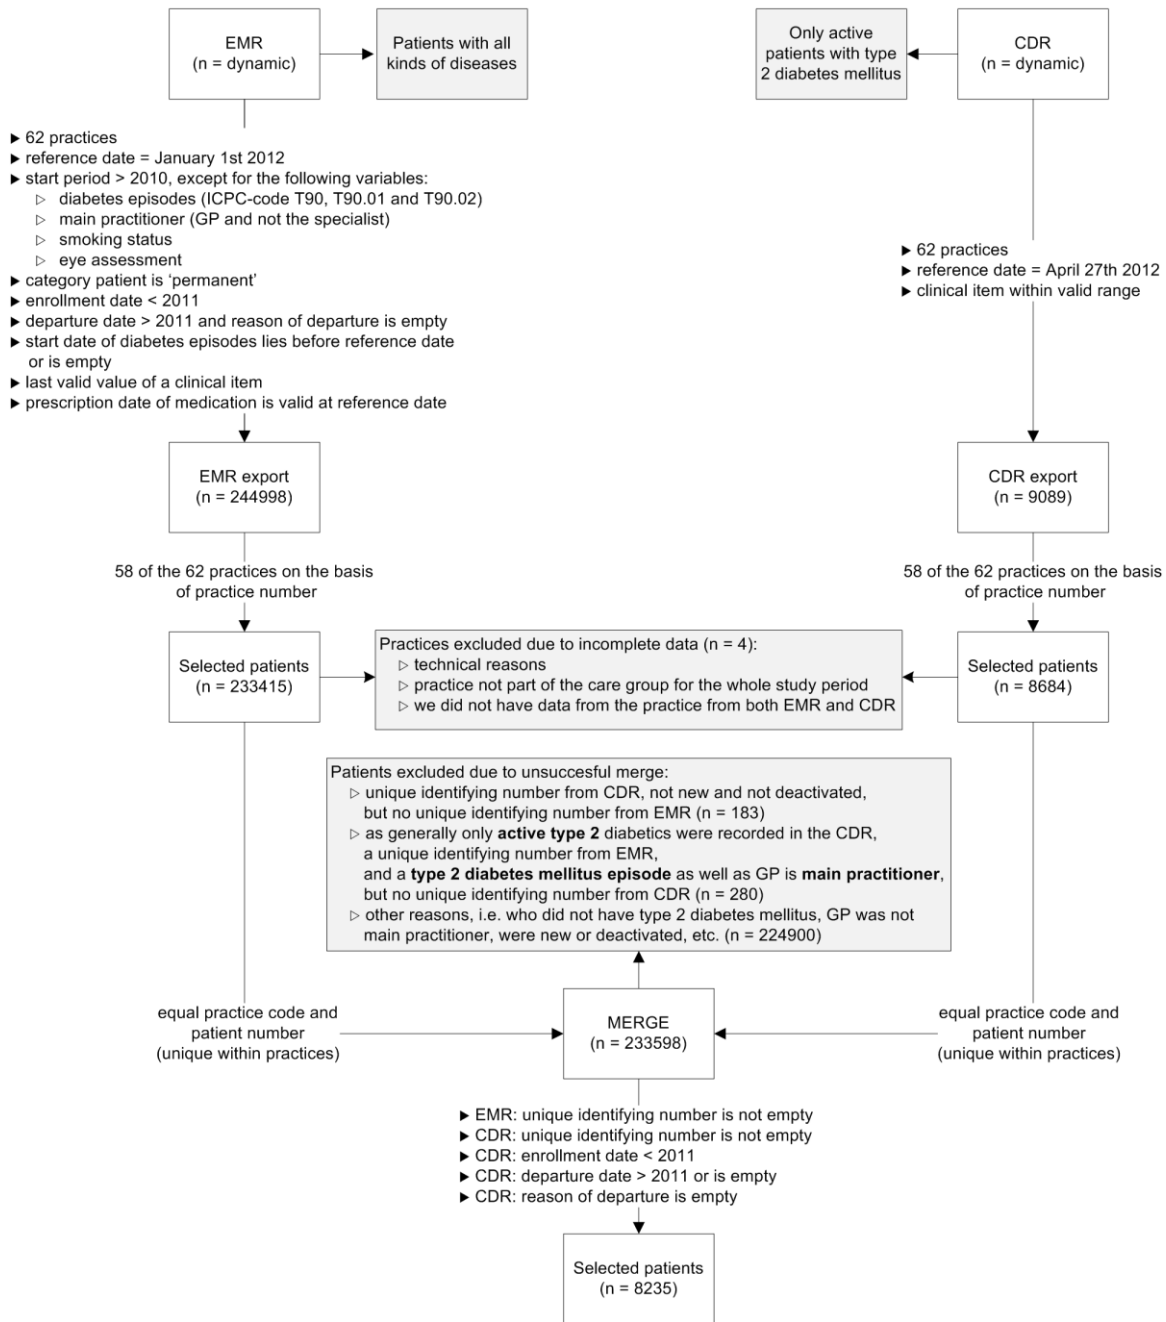 EMR
(n = dynamic)
Patients with all
kinds of diseases
Only active
patients with type
2 diabetes mellitus
CDR
(n = dynamic)
▶ 62 practices
▶ reference date = January 1st 2012
▶ start period > 2010, except for the following variables:
▷ diabetes episodes (ICPC-code T90, T90.01 and T90.02)
▷ main practitioner (GP and not the specialist)
▷ smoking status
▷ eye assessment
▶ category patient is ‘permanent’
▶ enrollment date < 2011
▶ departure date > 2011 and reason of departure is empty
▶ start date of diabetes episodes lies before reference date
or is empty
▶ last valid value of a clinical item
▶ prescription date of medication is valid at reference date
▶ 62 practices
▶ reference date = April 27th 2012
▶ clinical item within valid range
EMR export
(n = 244998)
CDR export
(n = 9089)
58 of the 62 practices on the basis
of practice number
58 of the 62 practices on the basis
of practice number
Selected patients
(n = 233415)
Practices excluded due to incomplete data (n = 4):
▷ technical reasons
▷ practice not part of the care group for the whole study period
▷ we did not have data from the practice from both EMR and CDR
Selected patients
(n = 8684)
Patients excluded due to unsuccesful merge:
▷ unique identifying number from CDR, not new and not deactivated,
but no unique identifying number from EMR (n = 183)
▷ as generally only active type 2 diabetics were recorded in the CDR,
a unique identifying number from EMR,
and a type 2 diabetes mellitus episode as well as GP is main practitioner,
but no unique identifying number from CDR (n = 280)
▷ other reasons, i.e. who did not have type 2 diabetes mellitus, GP was not
main practitioner, were new or deactivated, etc. (n = 224900)
equal practice code and
patient number
(unique within practices)
MERGE
(n = 233598)
equal practice code and
patient number
(unique within practices)
▶ EMR: unique identifying number is not empty
▶ CDR: unique identifying number is not empty
▶ CDR: enrollment date < 2011
▶ CDR: departure date > 2011 or is empty
▶ CDR: reason of departure is empty
Selected patients
(n = 8235)